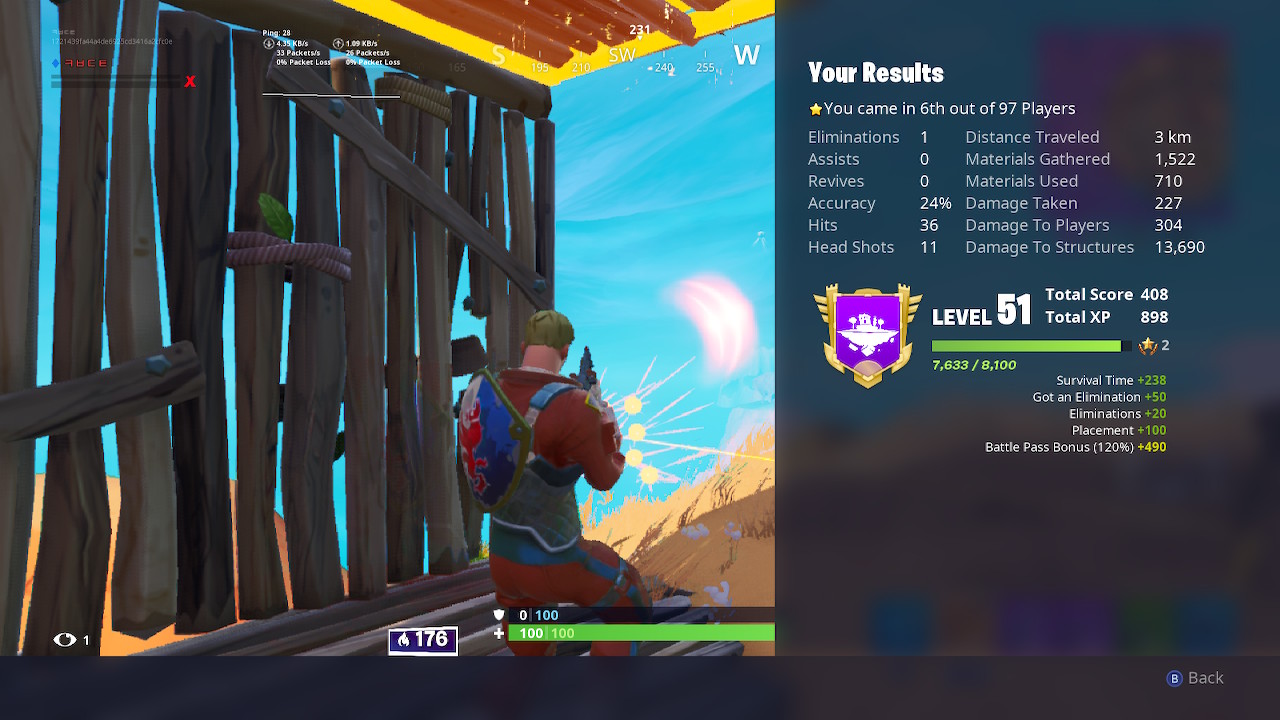 Ping: 28
4.35 KB/s 1.09 KB/s
33 Packets/s 26 Packets/s
0% Packet Loss 0% Packet Loss
231
S SW W
165 195 210 240 255
X
1
176
0 | 100
100 | 100
Your Results
You came in 6th out of 97 Players
Eliminations 1 Distance Traveled 3 km
Assists 0 Materials Gathered 1,522
Revives 0 Materials Used 710
Accuracy 24% Damage Taken 227
Hits 36 Damage To Players 304
Head Shots 11 Damage To Structures 13,690
LEVEL 51
Total Score 408
Total XP 898
2
7,633 / 8,100
Survival Time +238
Got an Elimination +50
Eliminations +20
Placement +100
Battle Pass Bonus (120%) +490
B Back